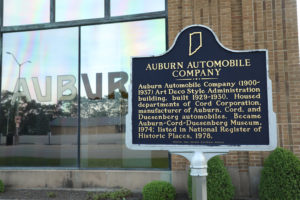 AUBUR
AUBURN AUTOMOBILE
COMPANY
Auburn Automobile Company (1900-
1937) Art Deco Style Administration
building, built 1929-1930. Housed
departments of Cord Corporation,
manufacturer of Auburn, Cord, and
Duesenberg automobiles. Became
Auburn-Cord-Duesenberg Museum,
1974; listed in National Register of
Historic Places, 1978.